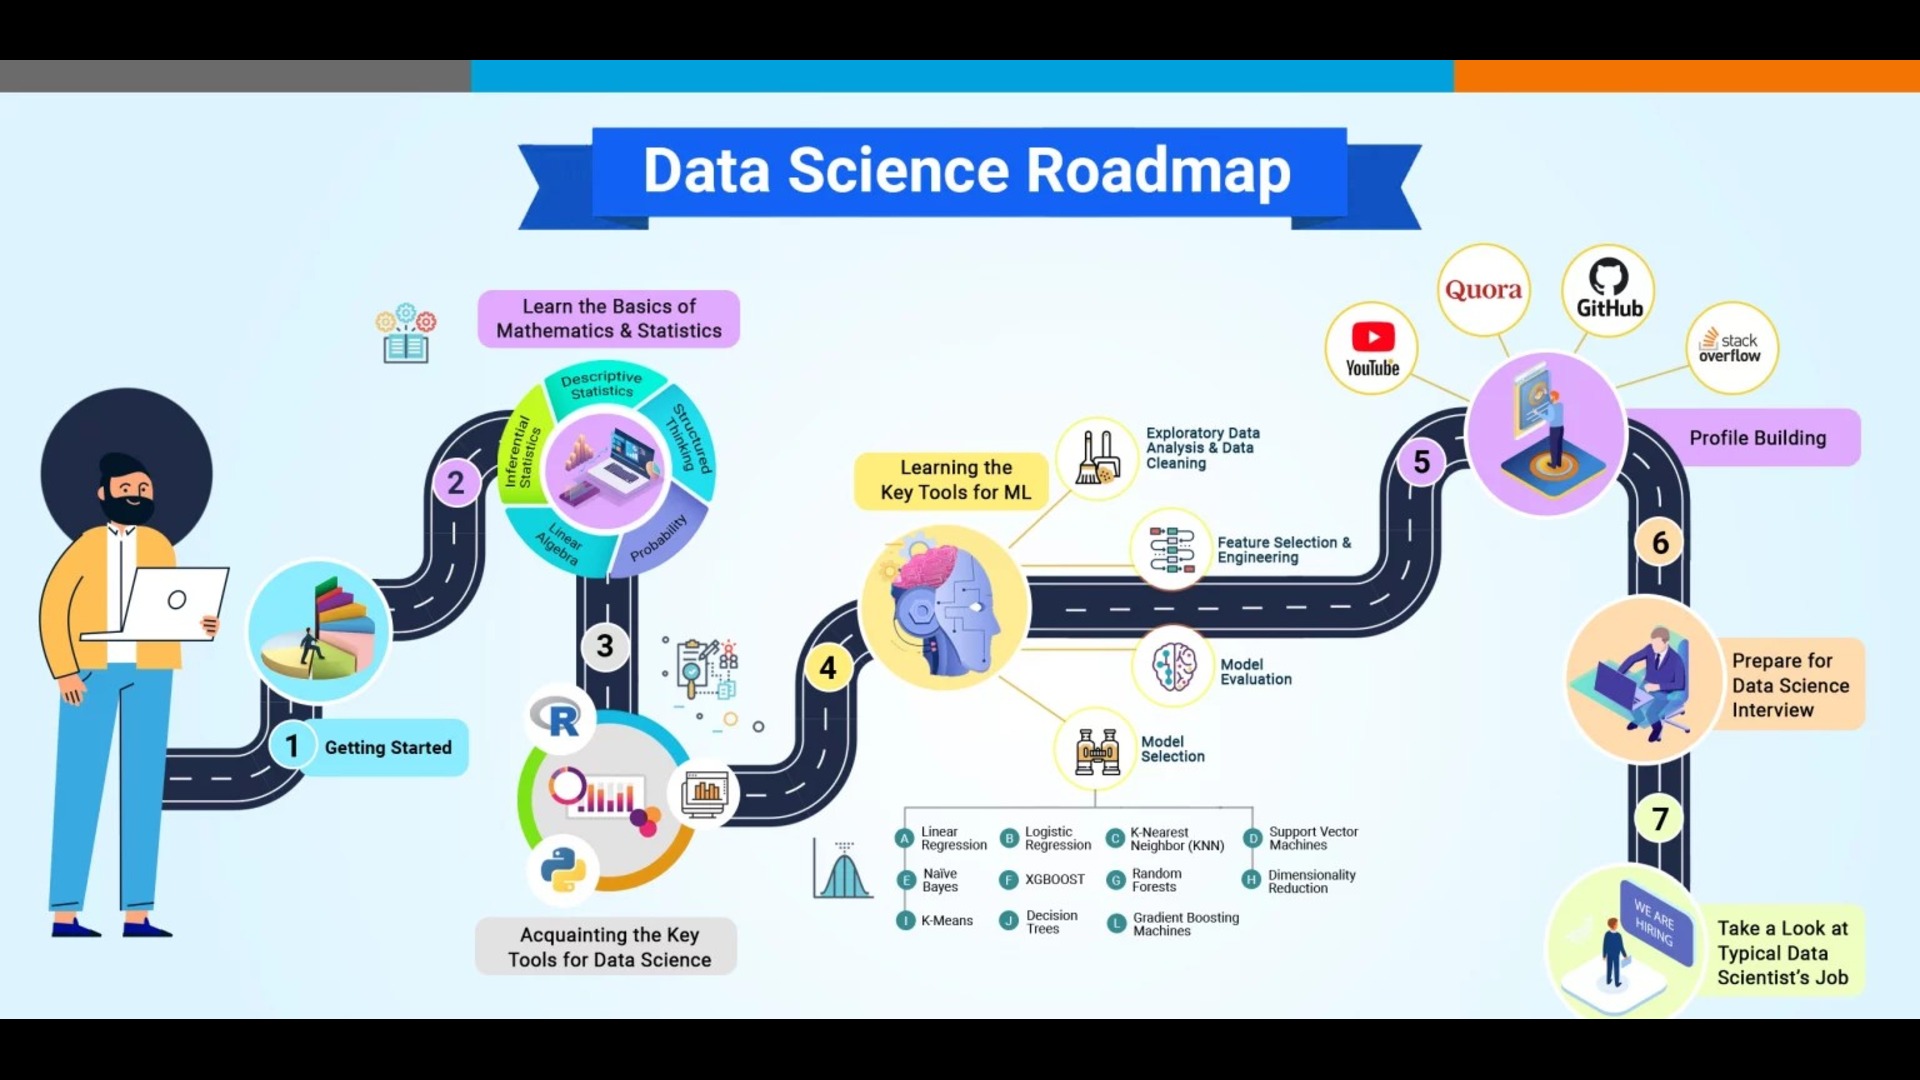 Data Science Roadmap
1
Getting Started
2
Learn the Basics of
Mathematics & Statistics
Descriptive
Statistics
Structured
Thinking
Probability
Linear
Algebra
Inferential
Statistics
3
R
Acquainting the Key
Tools for Data Science
4
Learning the
Key Tools for ML
Exploratory Data
Analysis & Data
Cleaning
Feature Selection &
Engineering
Model
Evaluation
Model
Selection
A Linear
Regression
B Logistic
Regression
C K-Nearest
Neighbor (KNN)
D Support Vector
Machines
E Naïve
Bayes
F XGBOOST
G Random
Forests
H Dimensionality
Reduction
I K-Means
J Decision
Trees
L Gradient Boosting
Machines
5
YouTube
Quora
GitHub
stack
overflow
Profile Building
6
Prepare for
Data Science
Interview
7
WE ARE
HIRING
Take a Look at
Typical Data
Scientist's Job